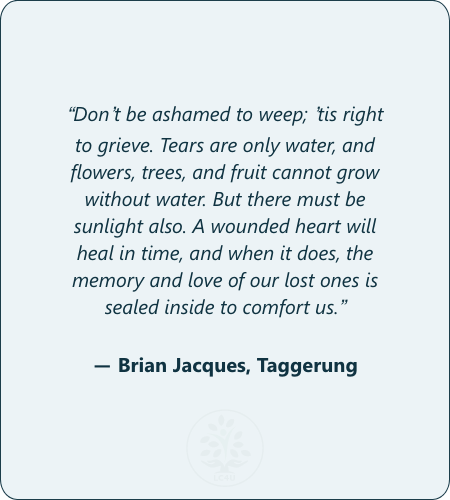 “Don’t be ashamed to weep; ’tis right
to grieve. Tears are only water, and
flowers, trees, and fruit cannot grow
without water. But there must be
sunlight also. A wounded heart will
heal in time, and when it does, the
memory and love of our lost ones is
sealed inside to comfort us.”
— Brian Jacques, Taggerung